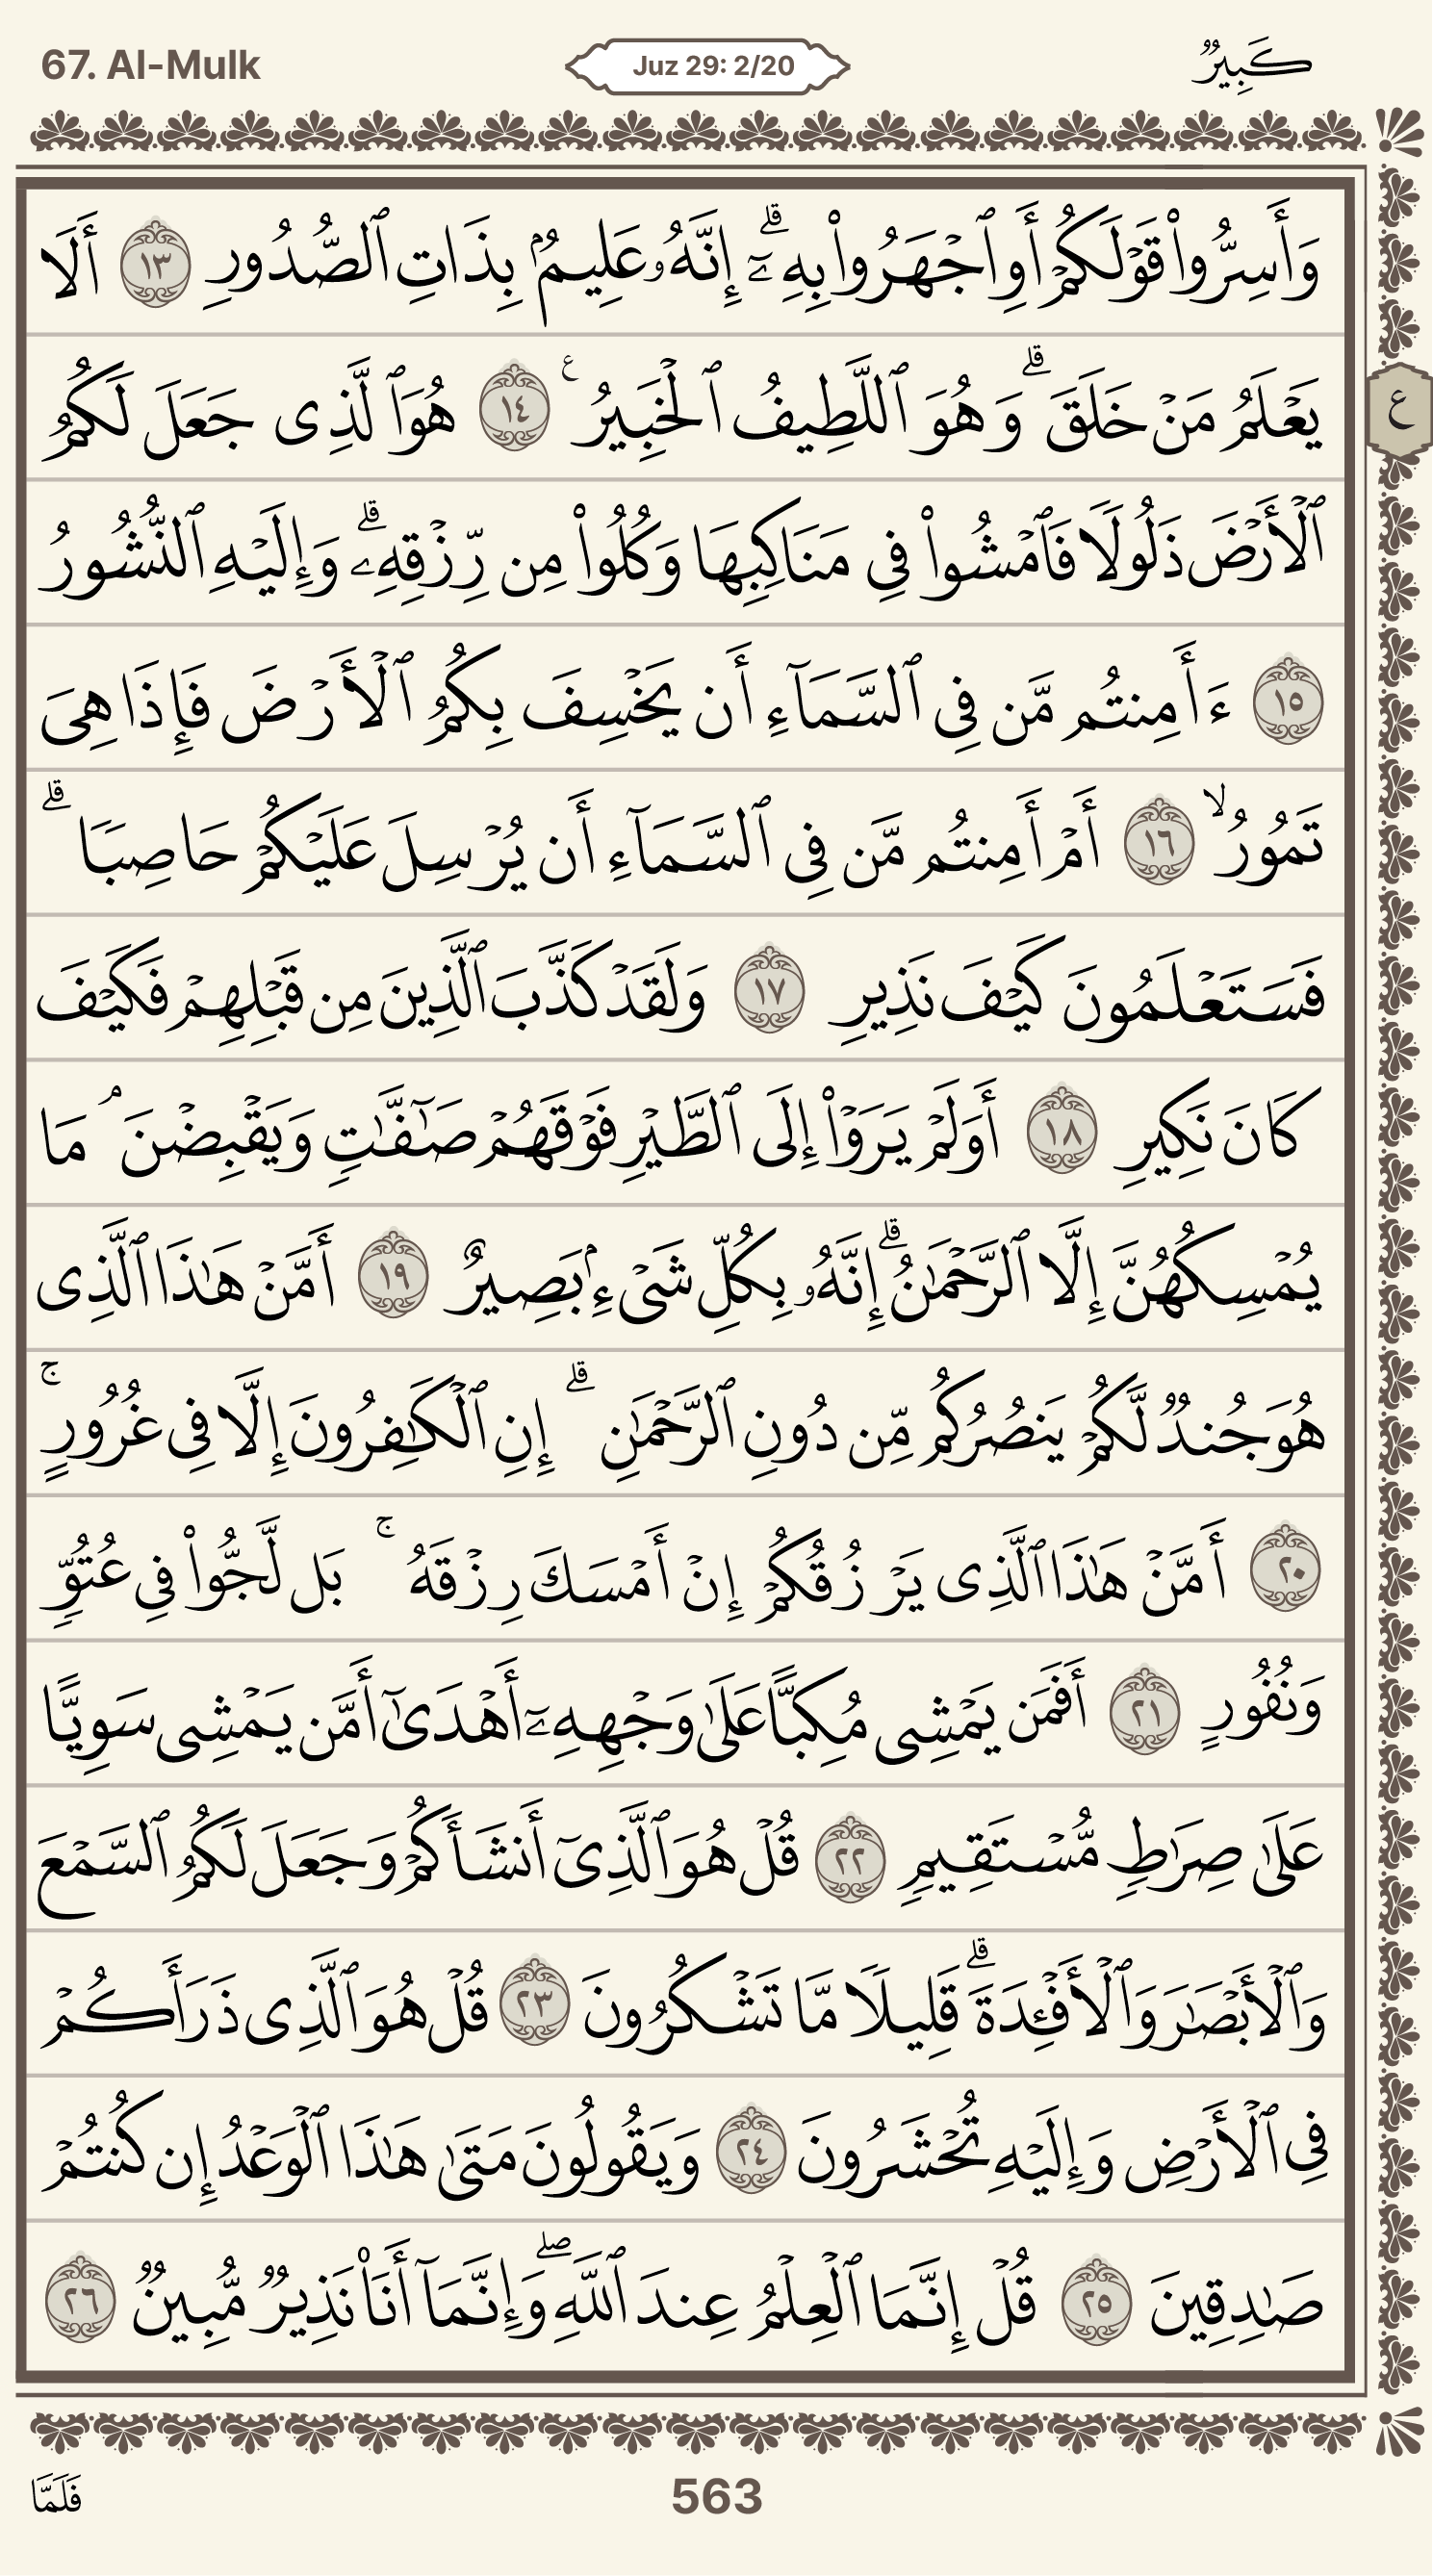 67. Al-Mulk
Juz 29: 2/20
كَبِيرٌ
وَأَسِرُّوا۟ قَوْلَكُمْ أَوِ ٱجْهَرُوا۟ بِهِۦٓ ۗ إِنَّهُۥ عَلِيمٌۢ بِذَاتِ ٱلصُّدُورِ ١٣ أَلَا
يَعْلَمُ مَنْ خَلَقَ ۗ وَهُوَ ٱللَّطِيفُ ٱلْخَبِيرُ ع ١٤ هُوَ ٱلَّذِى جَعَلَ لَكُمُ
ع
ٱلْأَرْضَ ذَلُولًا فَٱمْشُوا۟ فِى مَنَاكِبِهَا وَكُلُوا۟ مِن رِّزْقِهِۦ ۗ وَإِلَيْهِ ٱلنُّشُورُ
١٥ ءَأَمِنتُم مَّن فِى ٱلسَّمَآءِ أَن يَخْسِفَ بِكُمُ ٱلْأَرْضَ فَإِذَا هِىَ
تَمُورُ ۙ ١٦ أَمْ أَمِنتُم مَّن فِى ٱلسَّمَآءِ أَن يُرْسِلَ عَلَيْكُمْ حَاصِبًا ۗ
فَسَتَعْلَمُونَ كَيْفَ نَذِيرِ ١٧ وَلَقَدْ كَذَّبَ ٱلَّذِينَ مِن قَبْلِهِمْ فَكَيْفَ
كَانَ نَكِيرِ ١٨ أَوَلَمْ يَرَوْا۟ إِلَى ٱلطَّيْرِ فَوْقَهُمْ صَـٰٓفَّـٰتٍ وَيَقْبِضْنَ ۘ مَا
يُمْسِكُهُنَّ إِلَّا ٱلرَّحْمَـٰنُ ۗ إِنَّهُۥ بِكُلِّ شَىْءٍۭ بَصِيرٌ ١٩ أَمَّنْ هَـٰذَا ٱلَّذِى
هُوَ جُندٌ لَّكُمْ يَنصُرُكُم مِّن دُونِ ٱلرَّحْمَـٰنِ ۗ إِنِ ٱلْكَـٰفِرُونَ إِلَّا فِى غُرُورٍ ۚ
٢٠ أَمَّنْ هَـٰذَا ٱلَّذِى يَرْزُقُكُمْ إِنْ أَمْسَكَ رِزْقَهُ ۚ بَل لَّجُّوا۟ فِى عُتُوٍّ
وَنُفُورٍ ٢١ أَفَمَن يَمْشِى مُكِبًّا عَلَىٰ وَجْهِهِۦٓ أَهْدَىٰٓ أَمَّن يَمْشِى سَوِيًّا
عَلَىٰ صِرَٰطٍ مُّسْتَقِيمٍ ٢٢ قُلْ هُوَ ٱلَّذِىٓ أَنشَأَكُمْ وَجَعَلَ لَكُمُ ٱلسَّمْعَ
وَٱلْأَبْصَـٰرَ وَٱلْأَفْـِٔدَةَ ۗ قَلِيلًا مَّا تَشْكُرُونَ ٢٣ قُلْ هُوَ ٱلَّذِى ذَرَأَكُمْ
فِى ٱلْأَرْضِ وَإِلَيْهِ تُحْشَرُونَ ٢٤ وَيَقُولُونَ مَتَىٰ هَـٰذَا ٱلْوَعْدُ إِن كُنتُمْ
صَـٰدِقِينَ ٢٥ قُلْ إِنَّمَا ٱلْعِلْمُ عِندَ ٱللَّهِ ۖ وَإِنَّمَآ أَنَا۠ نَذِيرٌ مُّبِينٌ ٢٦
فَلَمَّا
563